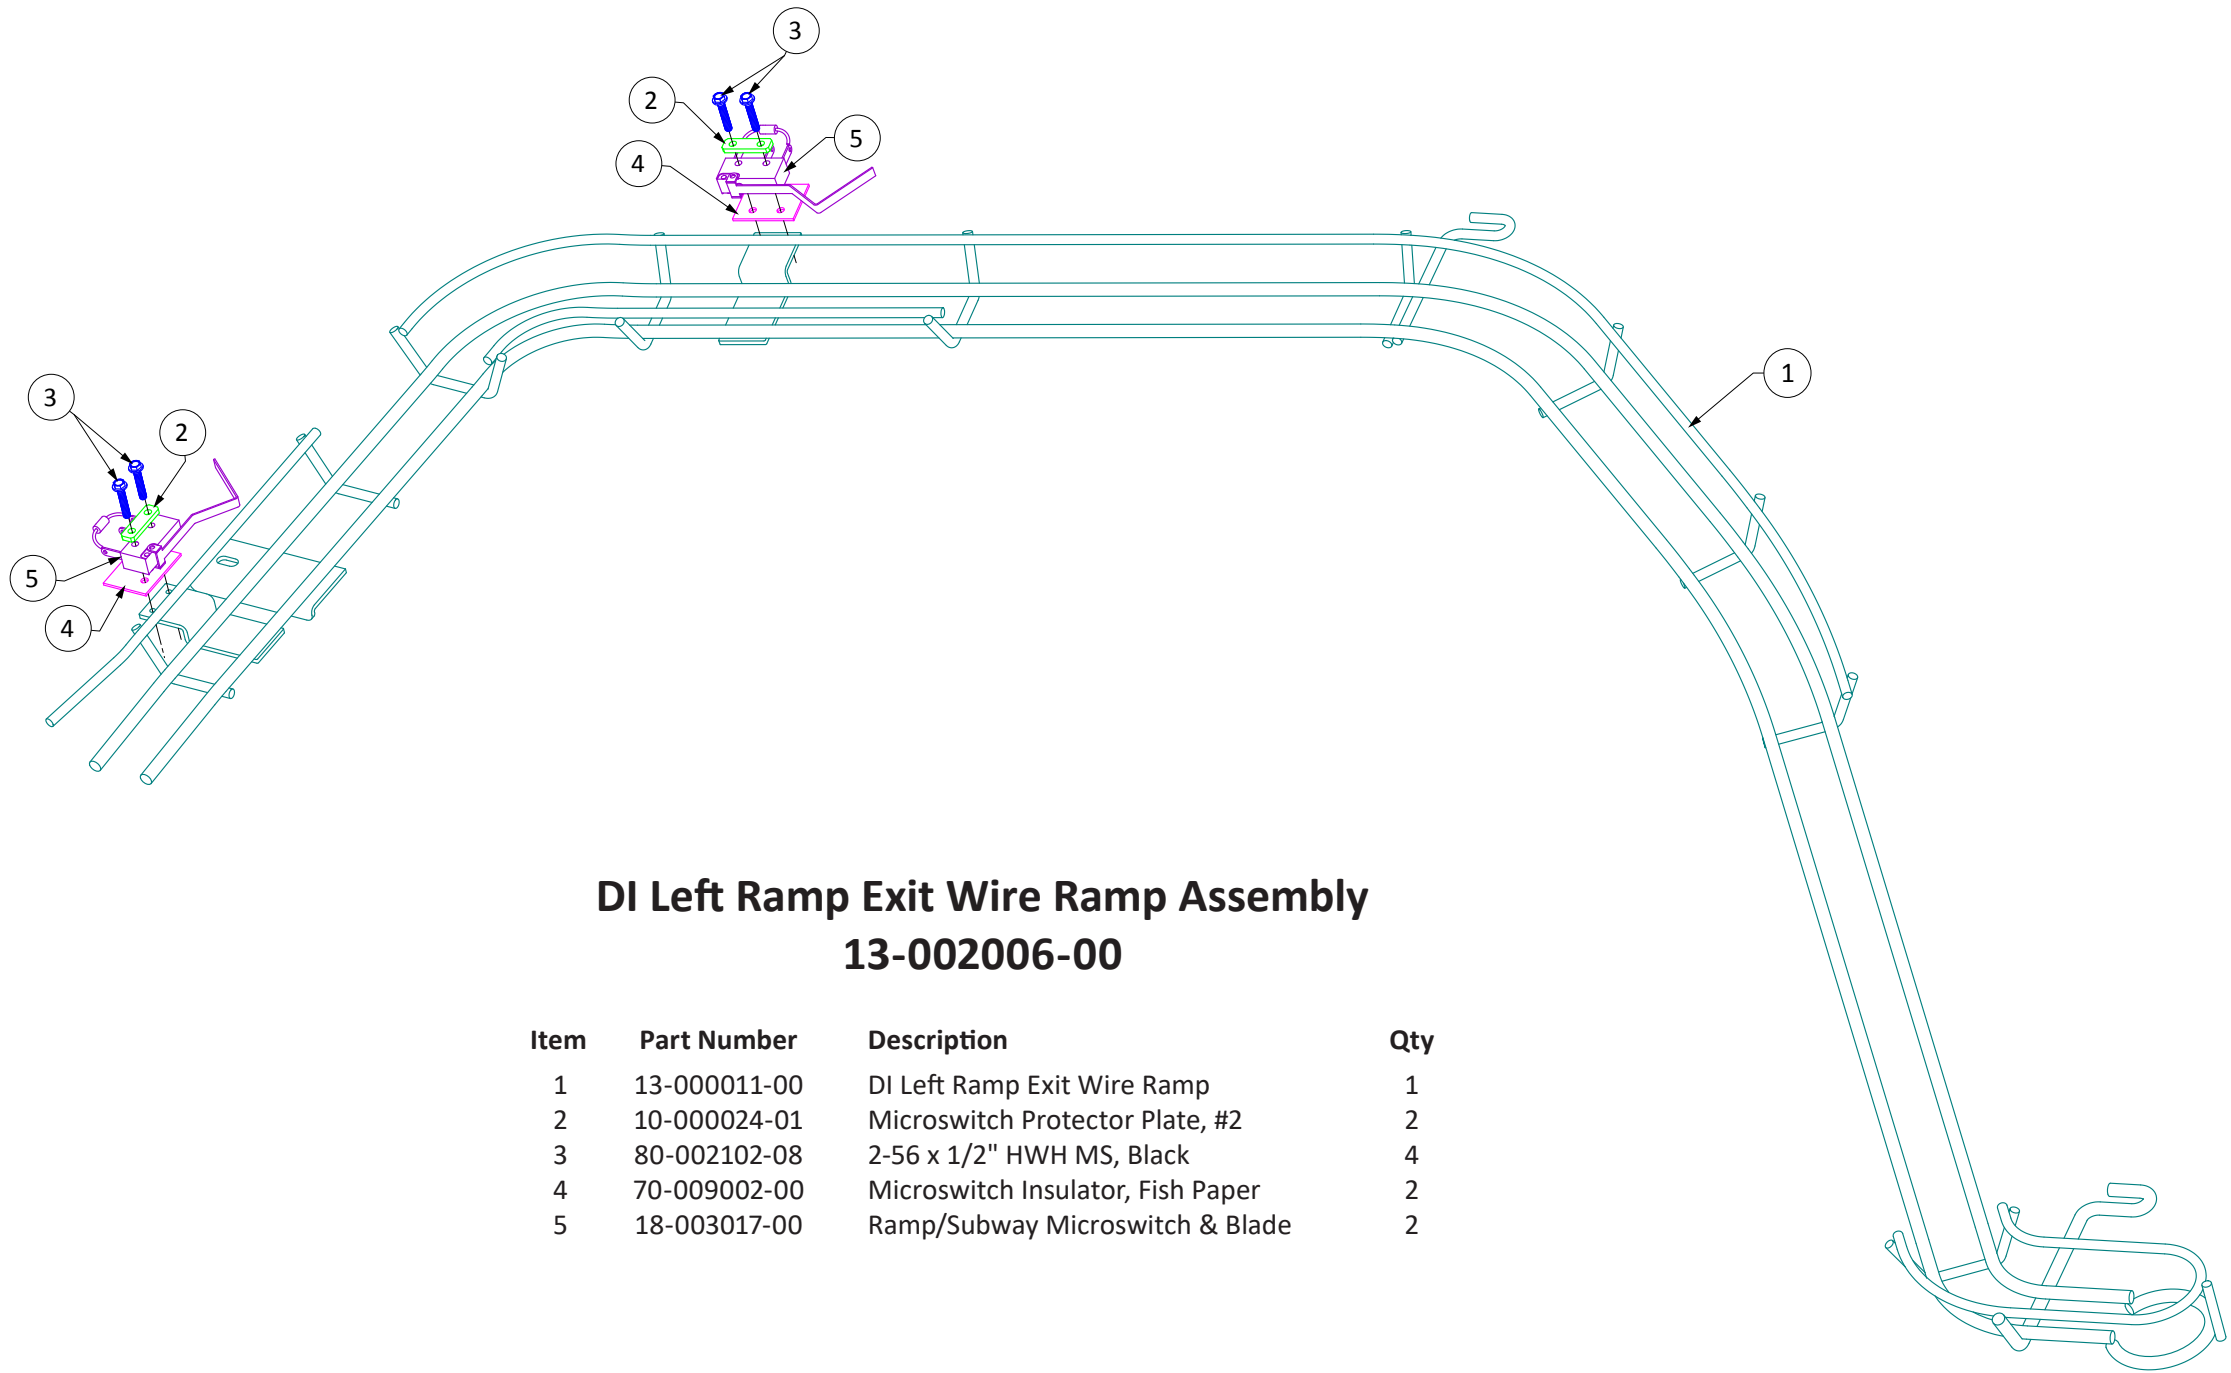 3
2
5
4
1
3
2
5
4
DI Left Ramp Exit Wire Ramp Assembly
13-002006-00
Item Part Number Description Qty
1 13-000011-00 DI Left Ramp Exit Wire Ramp 1
2 10-000024-01 Microswitch Protector Plate, #2 2
3 80-002102-08 2-56 x 1/2" HWH MS, Black 4
4 70-009002-00 Microswitch Insulator, Fish Paper 2
5 18-003017-00 Ramp/Subway Microswitch & Blade 2